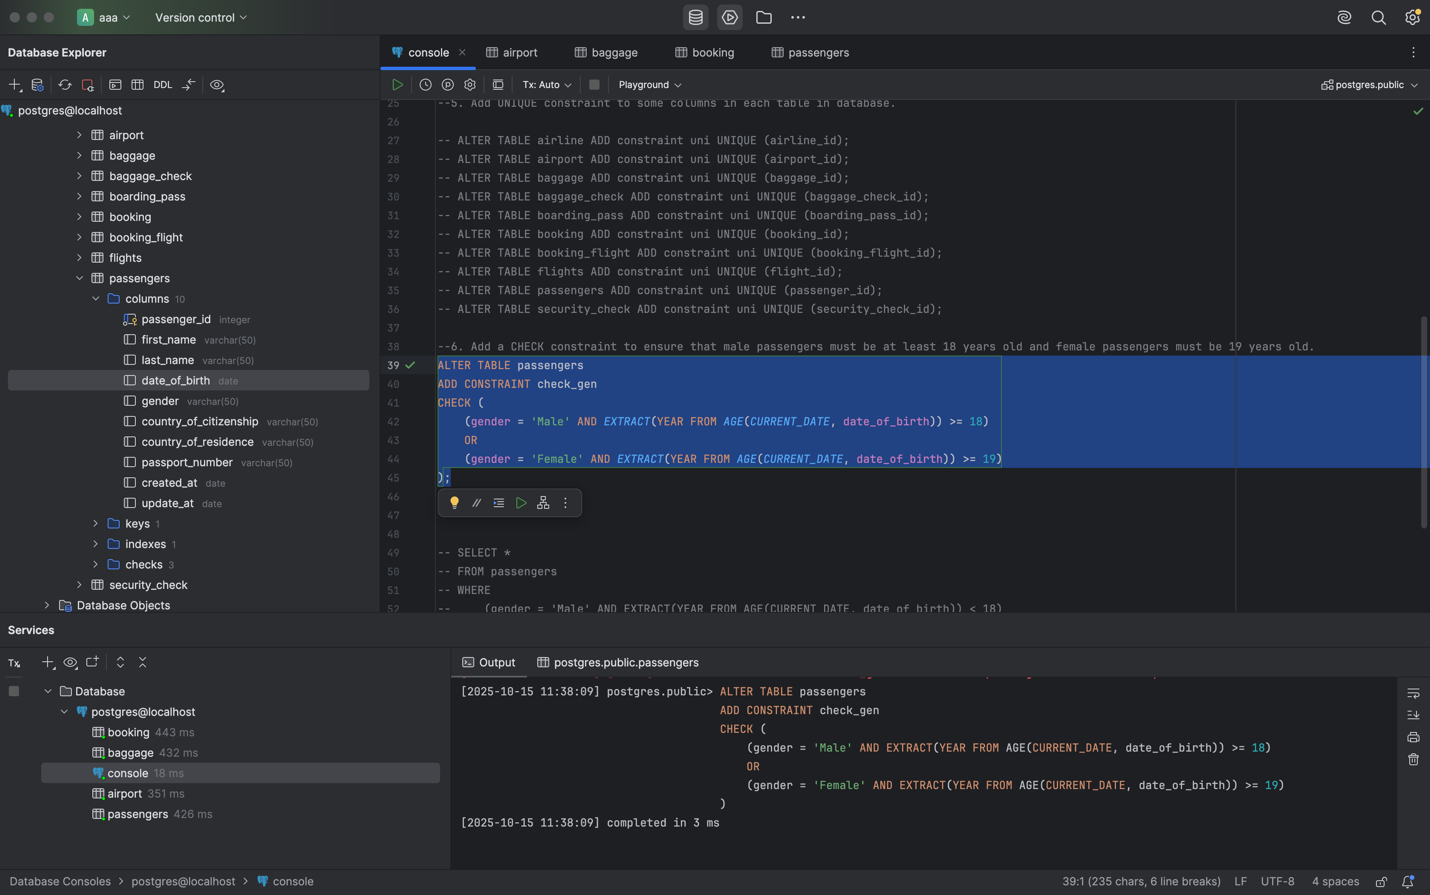 A aaa Version control
Database Explorer
console airport baggage booking passengers
DDL
Tx: Auto Playground postgres.public
postgres@localhost
airport
baggage
baggage_check
boarding_pass
booking
booking_flight
flights
passengers
columns 10
passenger_id integer
first_name varchar(50)
last_name varchar(50)
date_of_birth date
gender varchar(50)
country_of_citizenship varchar(50)
country_of_residence varchar(50)
passport_number varchar(50)
created_at date
update_at date
keys 1
indexes 1
checks 3
security_check
Database Objects
25 --5. Add UNIQUE constraint to some columns in each table in database.
26
27 -- ALTER TABLE airline ADD constraint uni UNIQUE (airline_id);
28 -- ALTER TABLE airport ADD constraint uni UNIQUE (airport_id);
29 -- ALTER TABLE baggage ADD constraint uni UNIQUE (baggage_id);
30 -- ALTER TABLE baggage_check ADD constraint uni UNIQUE (baggage_check_id);
31 -- ALTER TABLE boarding_pass ADD constraint uni UNIQUE (boarding_pass_id);
32 -- ALTER TABLE booking ADD constraint uni UNIQUE (booking_id);
33 -- ALTER TABLE booking_flight ADD constraint uni UNIQUE (booking_flight_id);
34 -- ALTER TABLE flights ADD constraint uni UNIQUE (flight_id);
35 -- ALTER TABLE passengers ADD constraint uni UNIQUE (passenger_id);
36 -- ALTER TABLE security_check ADD constraint uni UNIQUE (security_check_id);
37
38 --6. Add a CHECK constraint to ensure that male passengers must be at least 18 years old and female passengers must be 19 years old.
39 ALTER TABLE passengers
40 ADD CONSTRAINT check_gen
41 CHECK (
42 (gender = 'Male' AND EXTRACT(YEAR FROM AGE(CURRENT_DATE, date_of_birth)) >= 18)
43 OR
44 (gender = 'Female' AND EXTRACT(YEAR FROM AGE(CURRENT_DATE, date_of_birth)) >= 19)
45 );
46
47
48
49 -- SELECT *
50 -- FROM passengers
51 -- WHERE
52 -- (gender = 'Male' AND EXTRACT(YEAR FROM AGE(CURRENT_DATE, date_of_birth)) < 18)
Services
Tx
Database
postgres@localhost
booking 443 ms
baggage 432 ms
console 18 ms
airport 351 ms
passengers 426 ms
Output postgres.public.passengers
[2025-10-15 11:38:09] postgres.public> ALTER TABLE passengers
ADD CONSTRAINT check_gen
CHECK (
(gender = 'Male' AND EXTRACT(YEAR FROM AGE(CURRENT_DATE, date_of_birth)) >= 18)
OR
(gender = 'Female' AND EXTRACT(YEAR FROM AGE(CURRENT_DATE, date_of_birth)) >= 19)
)
[2025-10-15 11:38:09] completed in 3 ms
Database Consoles > postgres@localhost > console 39:1 (235 chars, 6 line breaks) LF UTF-8 4 spaces